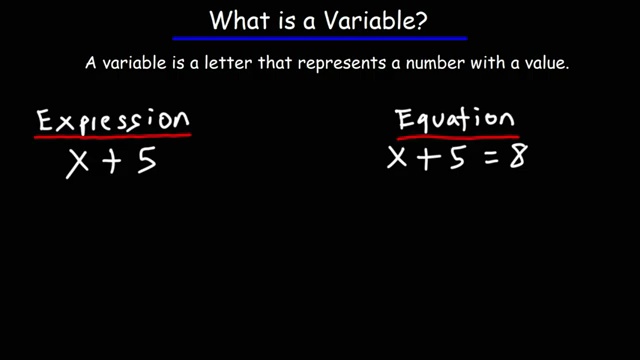 What is a Variable?
A variable is a letter that represents a number with a value.
Expression
x + 5
Equation
x + 5 = 8